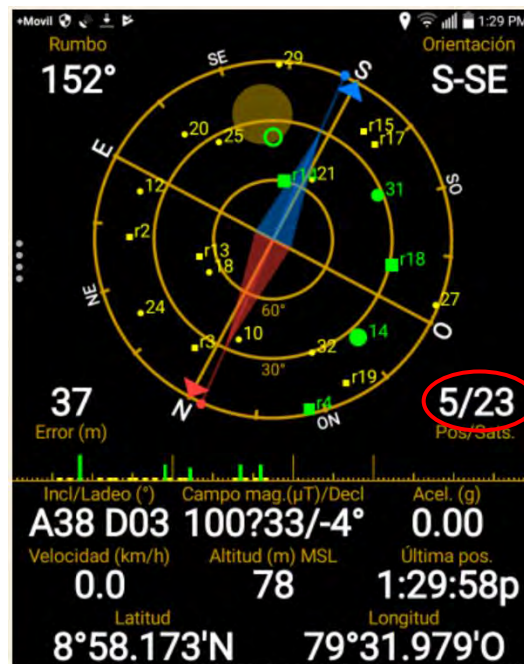 +Movil 1:29 PM
Rumbo Orientación
152° S-SE
29
SE S
r15
20 r17
25
E
r10 21
12 31 SO
r2
r13 r18
18
NE 60°
24 27
10 14 O
r3 32
30°
r19
N r4 NO
37 5/23
Error (m) Pos/Sats.
Incl/Ladeo (°) Campo mag.(µT)/Decl Acel. (g)
A38 D03 100?33/-4° 0.00
Velocidad (km/h) Altitud (m) MSL Última pos.
0.0 78 1:29:58p
Latitud Longitud
8°58.173'N 79°31.979'O